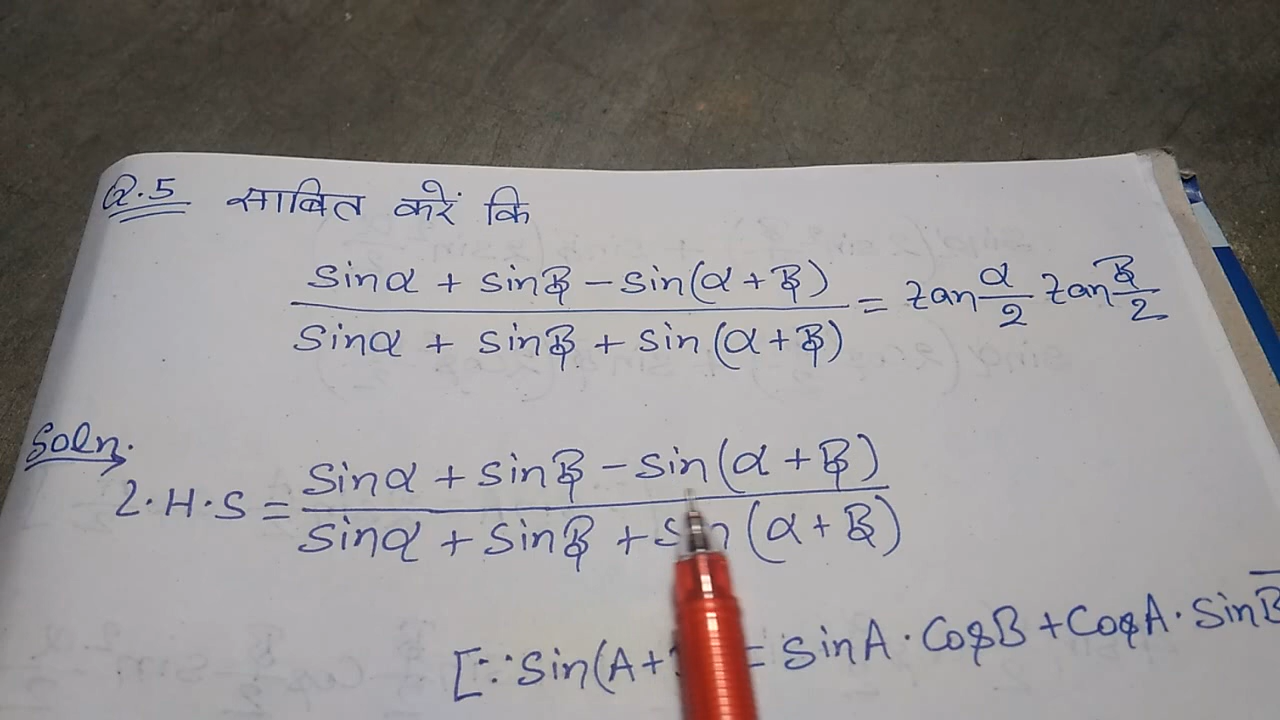 Q.5 साबित करें कि
(sinα + sinβ − sin(α + β)) / (sinα + sinβ + sin(α + β)) = tan α/2 tan β/2
Soln.
L.H.S = (sinα + sinβ − sin(α + β)) / (sinα + sinβ + sin(α + β))
[∵ sin(A+ = sinA · CosB + CosA · sinB